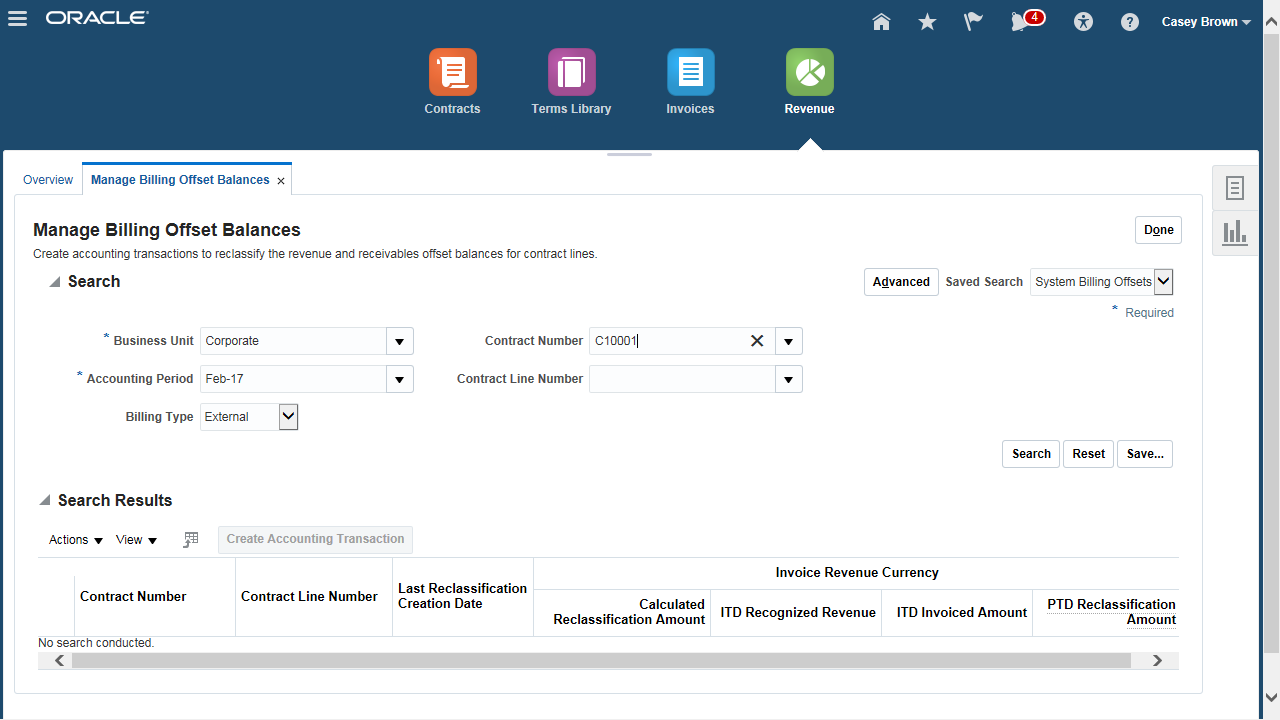 ORACLE
4
Casey Brown
Contracts
Terms Library
Invoices
Revenue
Overview
Manage Billing Offset Balances
Manage Billing Offset Balances
Done
Create accounting transactions to reclassify the revenue and receivables offset balances for contract lines.
Search
Advanced
Saved Search
System Billing Offsets
* Required
* Business Unit
Corporate
Contract Number
C10001
* Accounting Period
Feb-17
Contract Line Number
Billing Type
External
Search
Reset
Save...
Search Results
Actions
View
Create Accounting Transaction
Invoice Revenue Currency
Contract Number
Contract Line Number
Last Reclassification
Creation Date
Calculated
Reclassification Amount
ITD Recognized Revenue
ITD Invoiced Amount
PTD Reclassification
Amount
No search conducted.